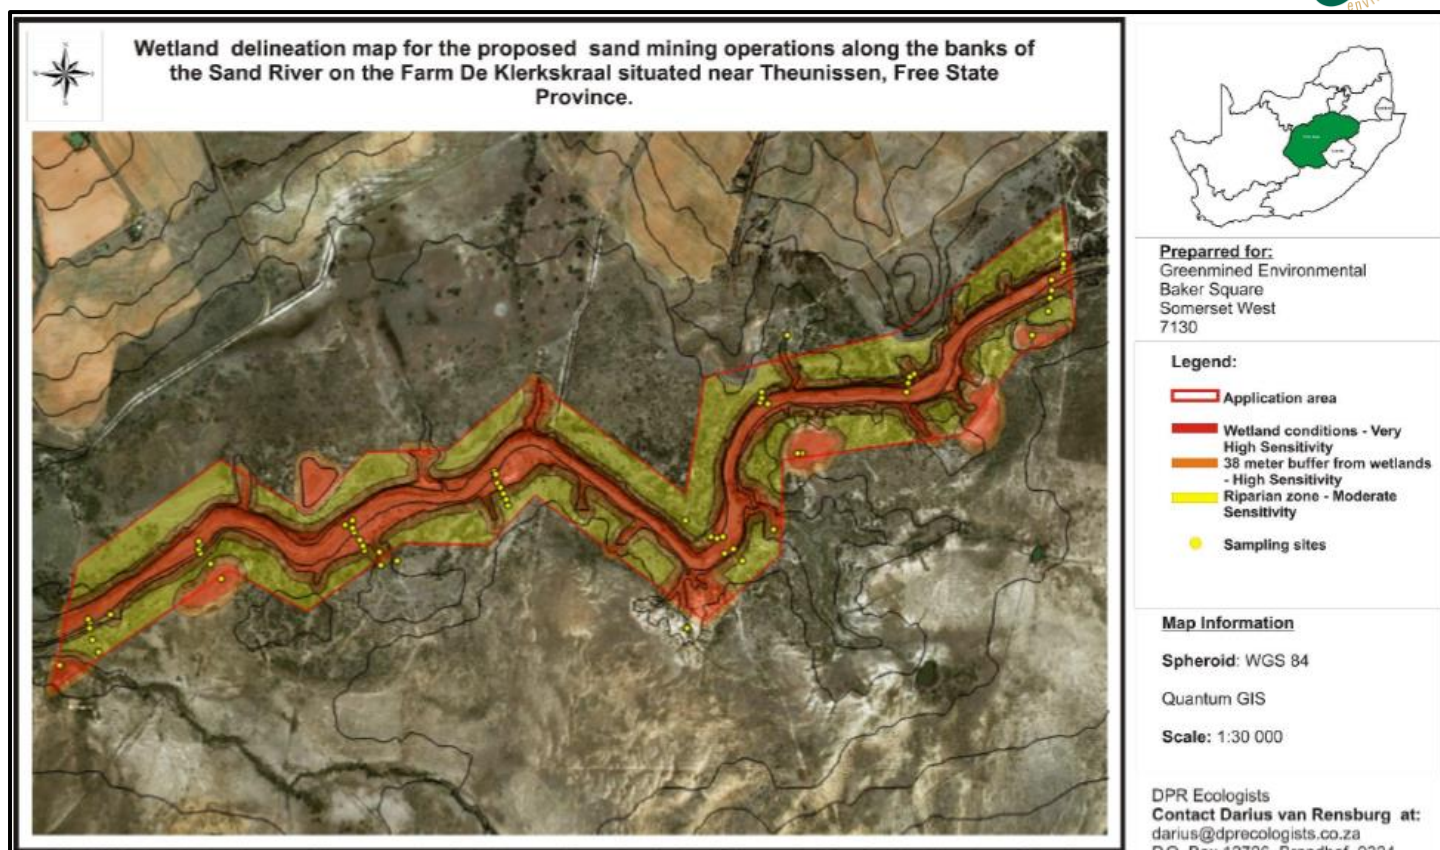 Wetland delineation map for the proposed sand mining operations along the banks of
the Sand River on the Farm De Klerkskraal situated near Theunissen, Free State
Province.
Preparred for:
Greenmined Environmental
Baker Square
Somerset West
7130
Legend:
Application area
Wetland conditions - Very
High Sensitivity
38 meter buffer from wetlands
- High Sensitivity
Riparian zone - Moderate
Sensitivity
Sampling sites
Map Information
Spheroid: WGS 84
Quantum GIS
Scale: 1:30 000
DPR Ecologists
Contact Darius van Rensburg at:
darius@dprecologists.co.za